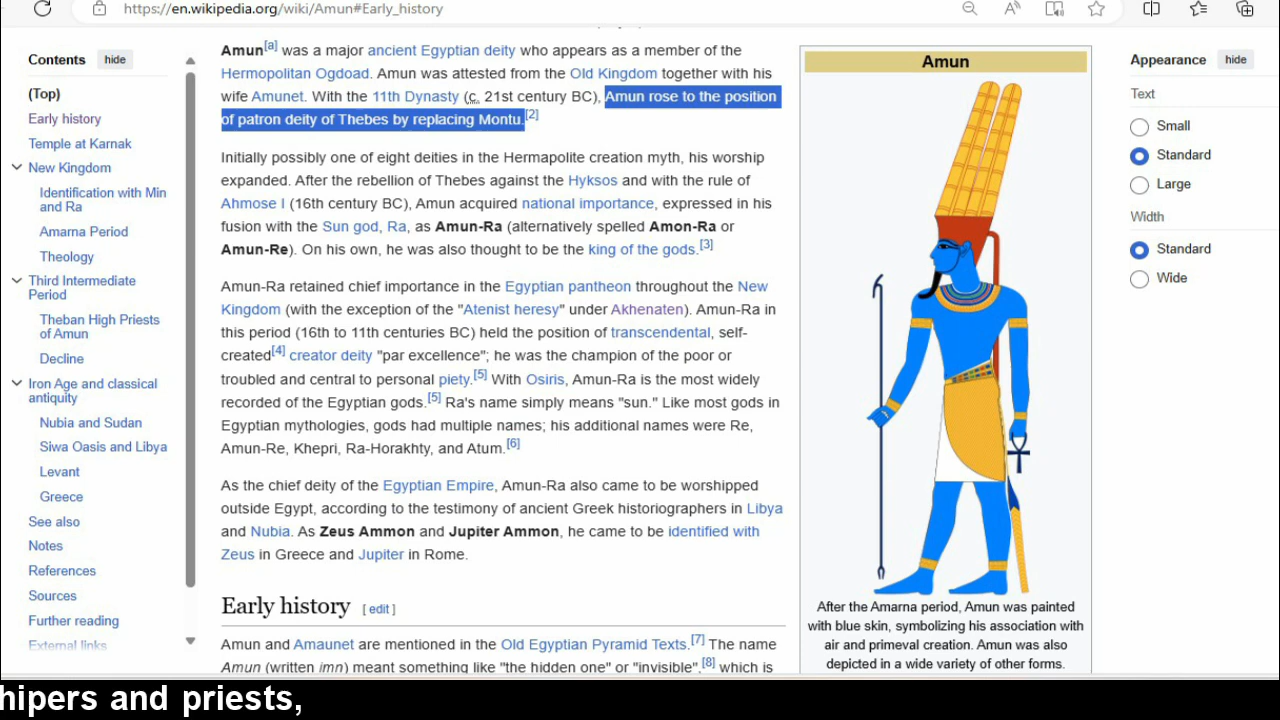 https://en.wikipedia.org/wiki/Amun#Early_history
Contents hide
(Top)
Early history
Temple at Karnak
New Kingdom
Identification with Min
and Ra
Amarna Period
Theology
Third Intermediate
Period
Theban High Priests
of Amun
Decline
Iron Age and classical
antiquity
Nubia and Sudan
Siwa Oasis and Libya
Levant
Greece
See also
Notes
References
Sources
Further reading
External links
Amun[a] was a major ancient Egyptian deity who appears as a member of the
Hermopolitan Ogdoad. Amun was attested from the Old Kingdom together with his
wife Amunet. With the 11th Dynasty (c. 21st century BC), Amun rose to the position
of patron deity of Thebes by replacing Montu.[2]
Initially possibly one of eight deities in the Hermapolite creation myth, his worship
expanded. After the rebellion of Thebes against the Hyksos and with the rule of
Ahmose I (16th century BC), Amun acquired national importance, expressed in his
fusion with the Sun god, Ra, as Amun-Ra (alternatively spelled Amon-Ra or
Amun-Re). On his own, he was also thought to be the king of the gods.[3]
Amun-Ra retained chief importance in the Egyptian pantheon throughout the New
Kingdom (with the exception of the "Atenist heresy" under Akhenaten). Amun-Ra in
this period (16th to 11th centuries BC) held the position of transcendental, self-
created[4] creator deity "par excellence"; he was the champion of the poor or
troubled and central to personal piety.[5] With Osiris, Amun-Ra is the most widely
recorded of the Egyptian gods.[5] Ra's name simply means "sun." Like most gods in
Egyptian mythologies, gods had multiple names; his additional names were Re,
Amun-Re, Khepri, Ra-Horakhty, and Atum.[6]
As the chief deity of the Egyptian Empire, Amun-Ra also came to be worshipped
outside Egypt, according to the testimony of ancient Greek historiographers in Libya
and Nubia. As Zeus Ammon and Jupiter Ammon, he came to be identified with
Zeus in Greece and Jupiter in Rome.
Early history [ edit ]
Amun and Amaunet are mentioned in the Old Egyptian Pyramid Texts.[7] The name
Amun (written imn) meant something like "the hidden one" or "invisible",[8] which is
Amun
After the Amarna period, Amun was painted
with blue skin, symbolizing his association with
air and primeval creation. Amun was also
depicted in a wide variety of other forms.
Appearance hide
Text
Small
Standard
Large
Width
Standard
Wide
hipers and priests,